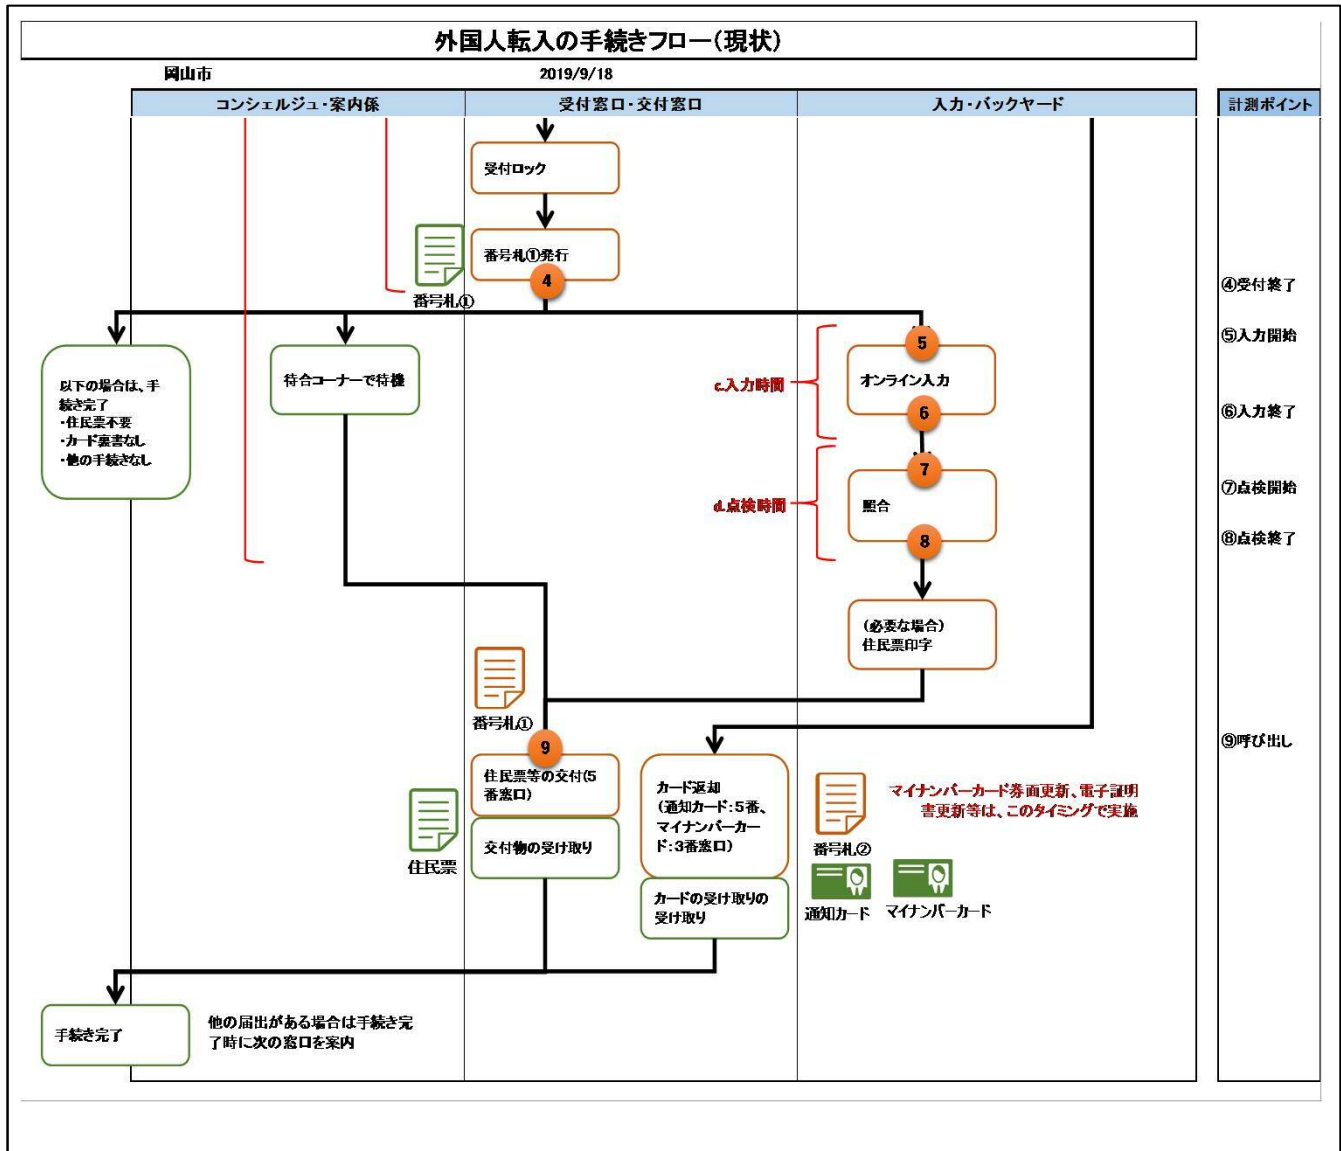 外国人転入の手続きフロー(現状)
岡山市
2019/9/18
コンシェルジュ・案内係
受付窓口・交付窓口
入力・バックヤード
計測ポイント
受付ロック
番号札①発行
4
番号札①
④受付終了
⑤入力開始
⑥入力終了
⑦点検開始
⑧点検終了
⑨呼び出し
以下の場合は、手
続き完了
・住民票不要
・カード裏書なし
・他の手続きなし
待合コーナーで待機
c.入力時間
5
オンライン入力
6
d.点検時間
7
照合
8
(必要な場合)
住民票印字
番号札①
9
住民票等の交付(5
番窓口)
交付物の受け取り
住民票
カード返却
(通知カード:5番、
マイナンバーカー
ド:3番窓口)
カードの受け取りの
受け取り
番号札②
マイナンバーカード券面更新、電子証明
書更新等は、このタイミングで実施
通知カード
マイナンバーカード
手続き完了
他の届出がある場合は手続き完
了時に次の窓口を案内